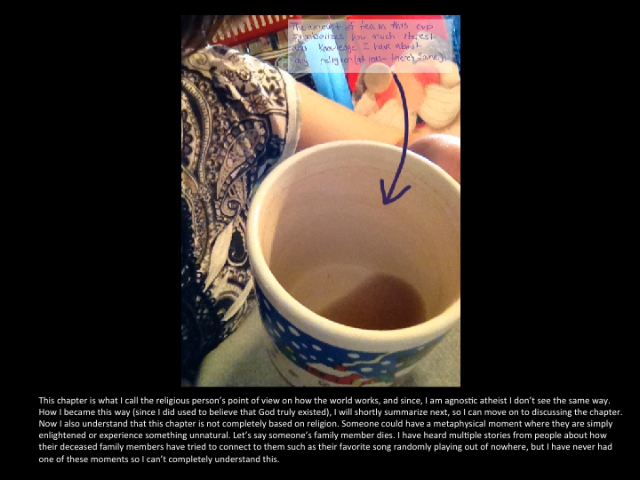 The amount of tea in this cup
symbolizes how much interest
and knowledge I have about
any religion
This chapter is what I call the religious person's point of view on how the world works, and since, I am agnostic atheist I don't see the same way.
How I became this way (since I did used to believe that God truly existed), I will shortly summarize next, so I can move on to discussing the chapter.
Now I also understand that this chapter is not completely based on religion. Someone could have a metaphysical moment where they are simply
enlightened or experience something unnatural. Let's say someone's family member dies. I have heard multiple stories from people about how
their deceased family members have tried to connect to them such as their favorite song randomly playing out of nowhere, but I have never had
one of these moments so I can't completely understand this.